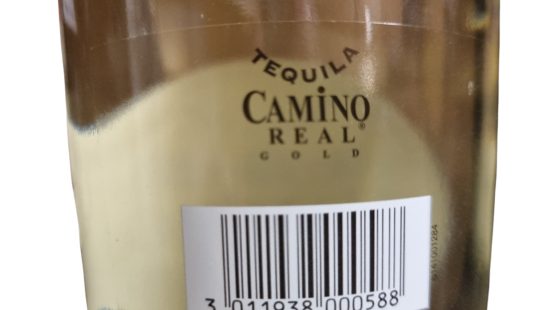 TEQUILA
CAMiNO
REAL®
GOLD
3 011938 000588